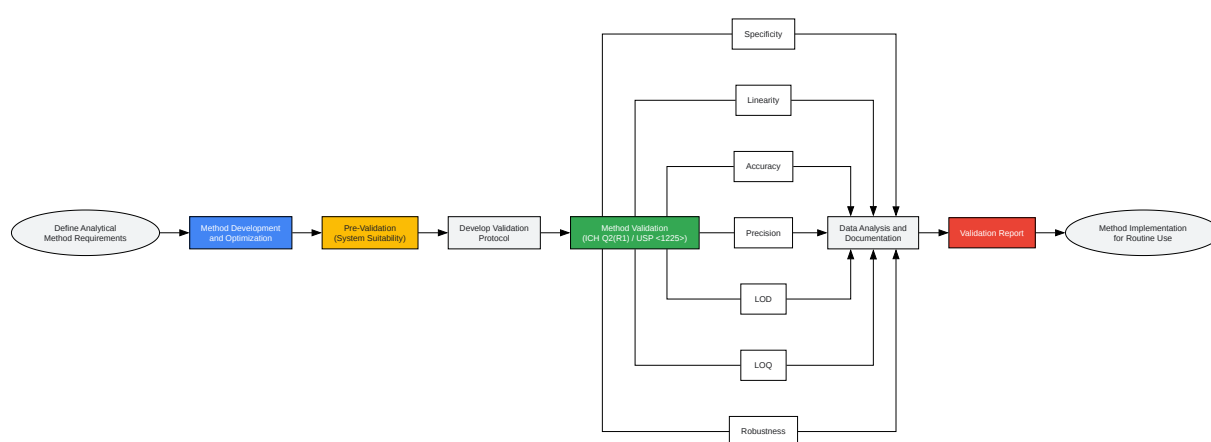 Specificity
Linearity
Accuracy
Define Analytical
Method Requirements
Method Development
and Optimization
Pre-Validation
(System Suitability)
Develop Validation
Protocol
Method Validation
(ICH Q2(R1) / USP <1225>)
Precision
Data Analysis and
Documentation
Validation Report
Method Implementation
for Routine Use
LOD
LOQ
Robustness